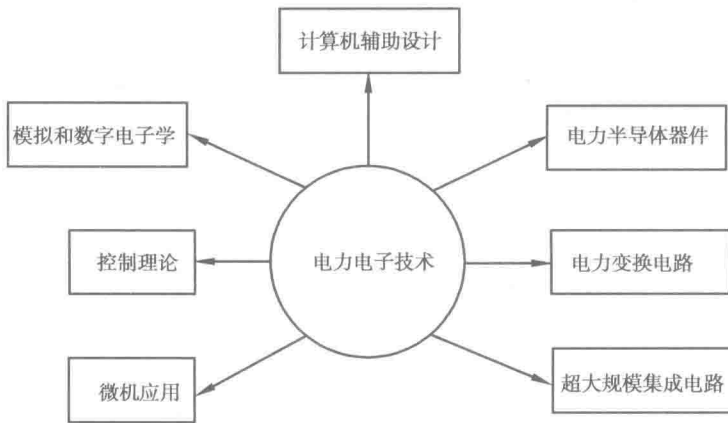 计算机辅助设计
模拟和数字电子学
电力半导体器件
控制理论
电力电子技术
电力变换电路
微机应用
超大规模集成电路